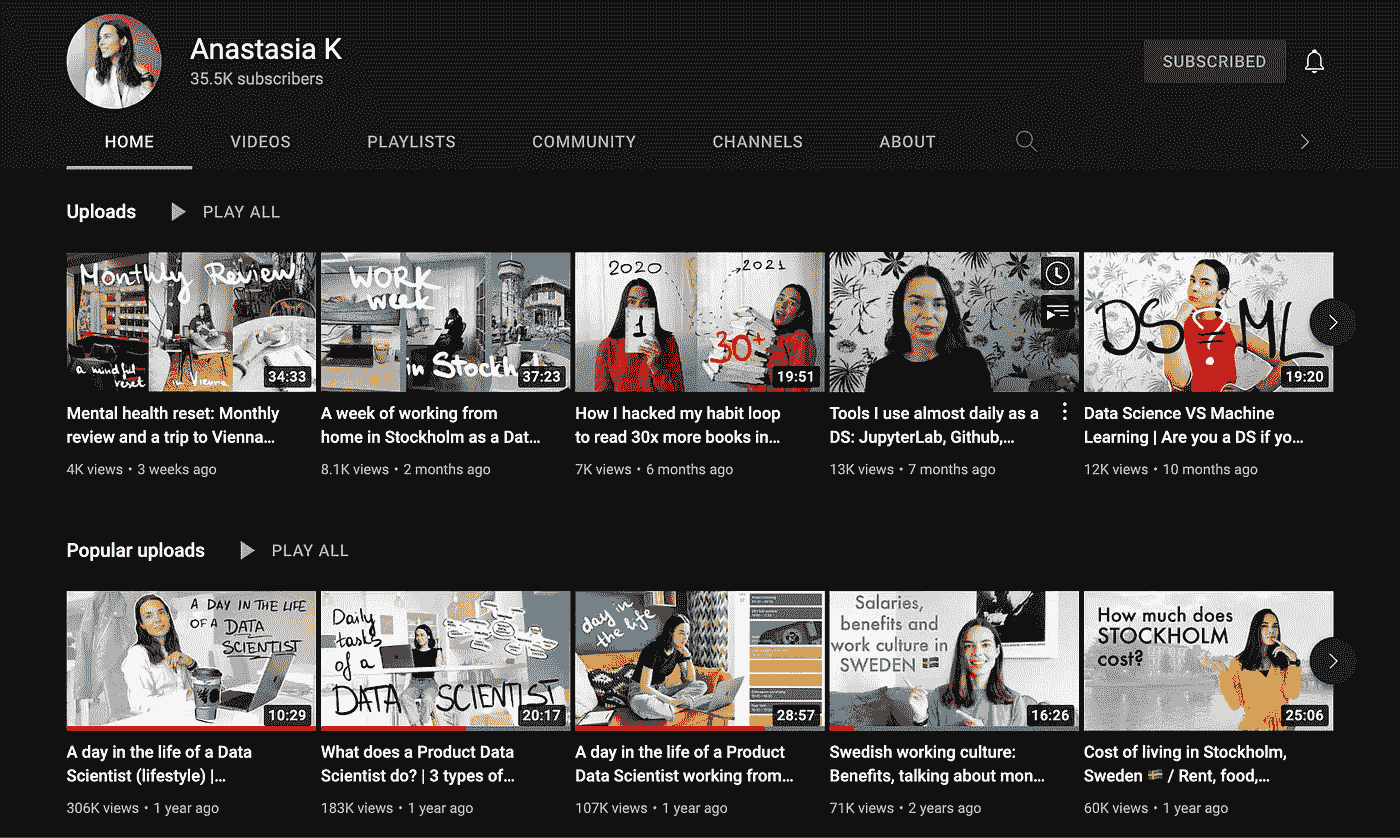 Anastasia K
35.5K subscribers
SUBSCRIBED
HOME
VIDEOS
PLAYLISTS
COMMUNITY
CHANNELS
ABOUT
Uploads
PLAY ALL
Monthly Review
a mindful
reset
in Vienna
34:33
Mental health reset: Monthly
review and a trip to Vienna…
4K views • 3 weeks ago
WORK
week
in Stockh
37:23
A week of working from
home in Stockholm as a Dat…
8.1K views • 2 months ago
2020
2021
1
30+
19:51
How I hacked my habit loop
to read 30x more books in…
7K views • 6 months ago
Tools I use almost daily as a
DS: JupyterLab, Github,…
13K views • 7 months ago
DS ? ML
19:20
Data Science VS Machine
Learning | Are you a DS if yo…
12K views • 10 months ago
Popular uploads
PLAY ALL
A DAY IN THE LIFE
OF A DATA
SCIENTIST
10:29
A day in the life of a Data
Scientist (lifestyle) |…
306K views • 1 year ago
Daily
tasks
of a
DATA SCIENTIST
20:17
What does a Product Data
Scientist do? | 3 types of…
183K views • 1 year ago
day in
the life
28:57
A day in the life of a Product
Data Scientist working from…
107K views • 1 year ago
Salaries,
benefits and
work culture in
SWEDEN 🇸🇪
16:26
Swedish working culture:
Benefits, talking about mon…
71K views • 2 years ago
How much does
STOCKHOLM
cost?
25:06
Cost of living in Stockholm,
Sweden 🇸🇪 / Rent, food,…
60K views • 1 year ago